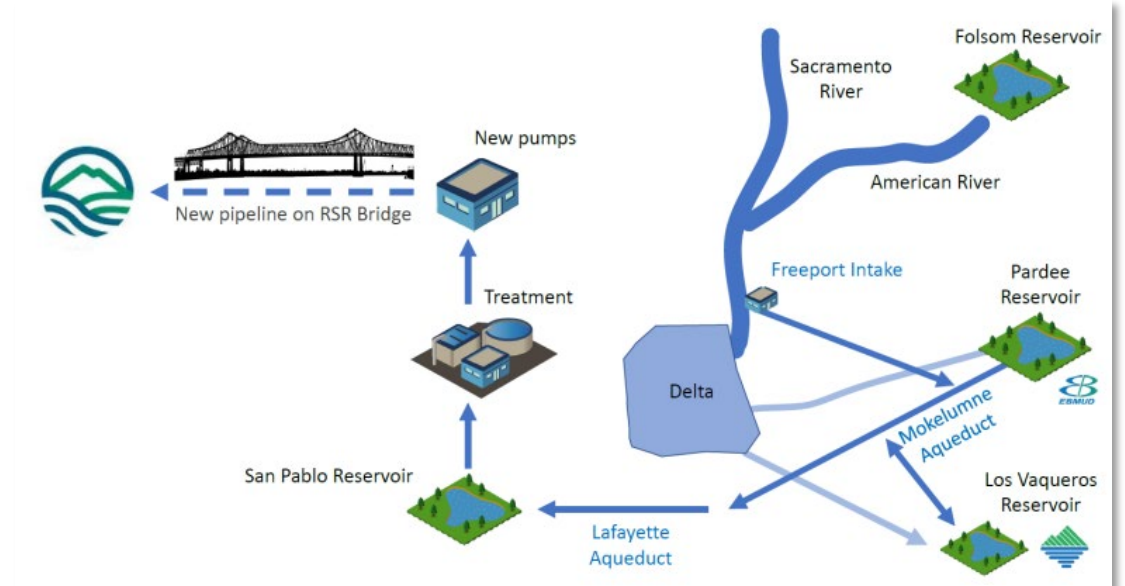 Folsom Reservoir
Sacramento
River
New pumps
American River
New pipeline on RSR Bridge
Freeport Intake
Pardee
Reservoir
Treatment
Delta
EBMUD
Mokelumne
Aqueduct
San Pablo Reservoir
Los Vaqueros
Reservoir
Lafayette
Aqueduct